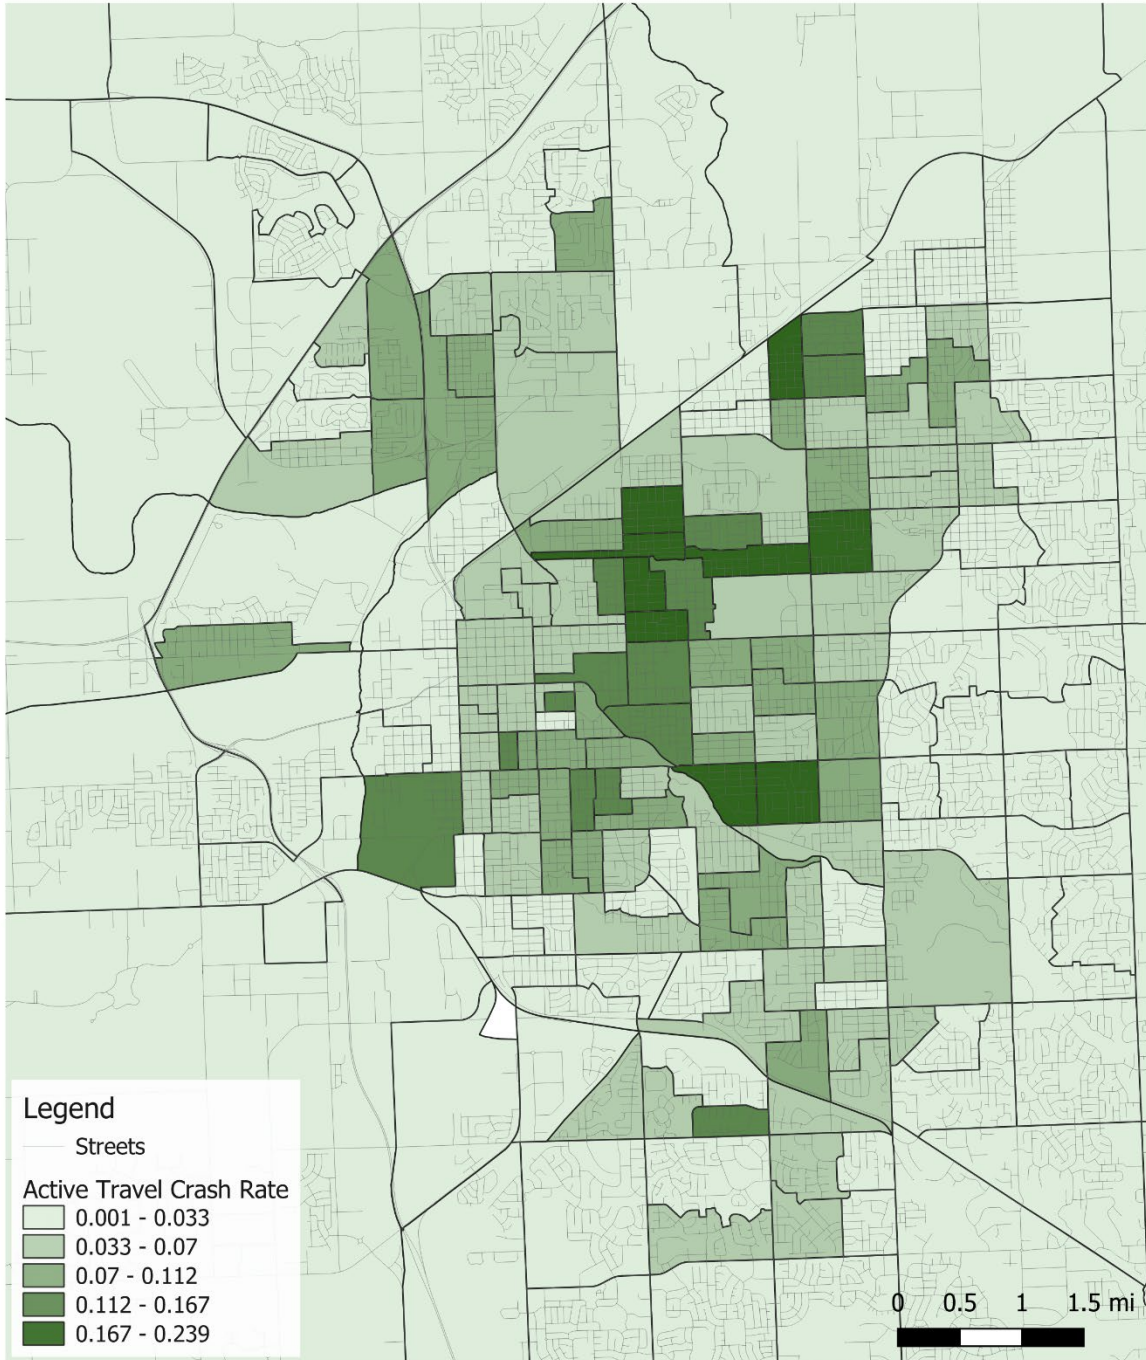 Legend
Streets
Active Travel Crash Rate
0.001 - 0.033
0.033 - 0.07
0.07 - 0.112
0.112 - 0.167
0.167 - 0.239
0 0.5 1 1.5 mi